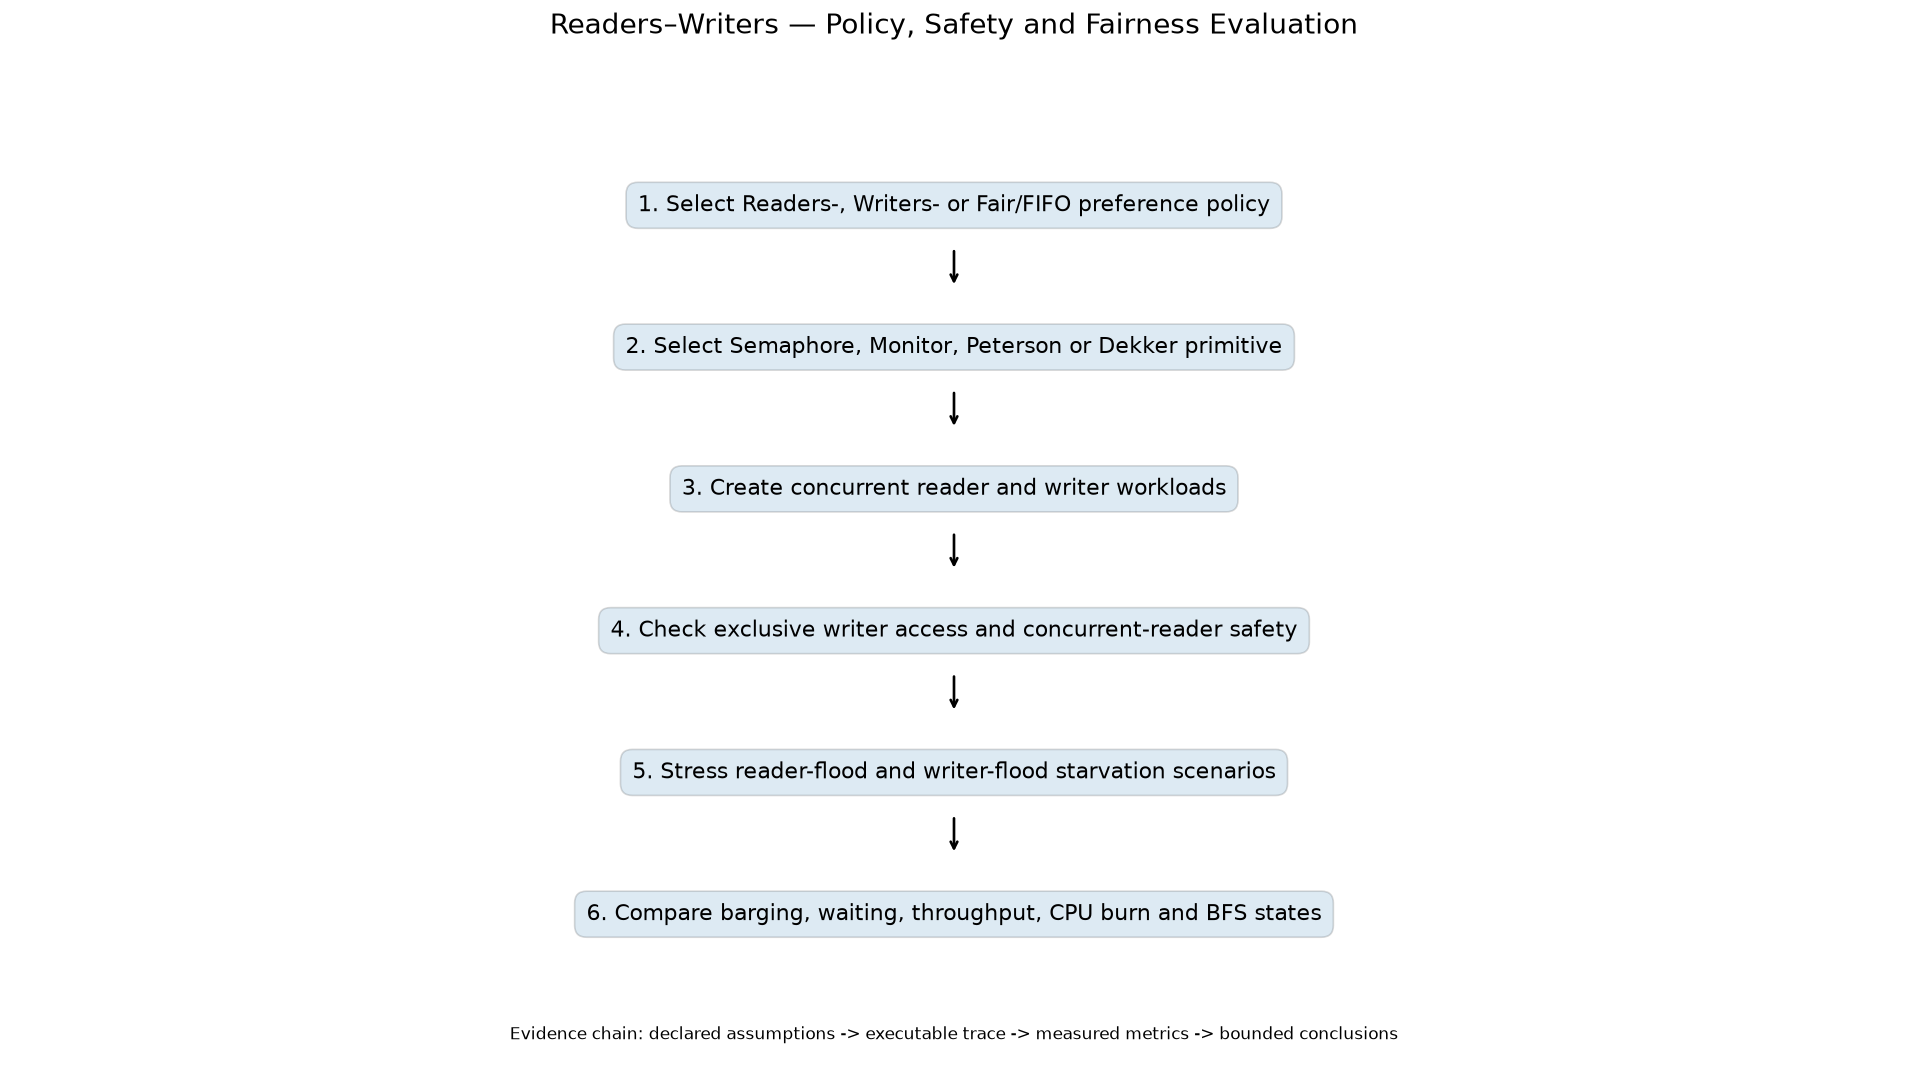 Readers–Writers — Policy, Safety and Fairness Evaluation
1. Select Readers-, Writers- or Fair/FIFO preference policy
2. Select Semaphore, Monitor, Peterson or Dekker primitive
3. Create concurrent reader and writer workloads
4. Check exclusive writer access and concurrent-reader safety
5. Stress reader-flood and writer-flood starvation scenarios
6. Compare barging, waiting, throughput, CPU burn and BFS states
Evidence chain: declared assumptions -> executable trace -> measured metrics -> bounded conclusions